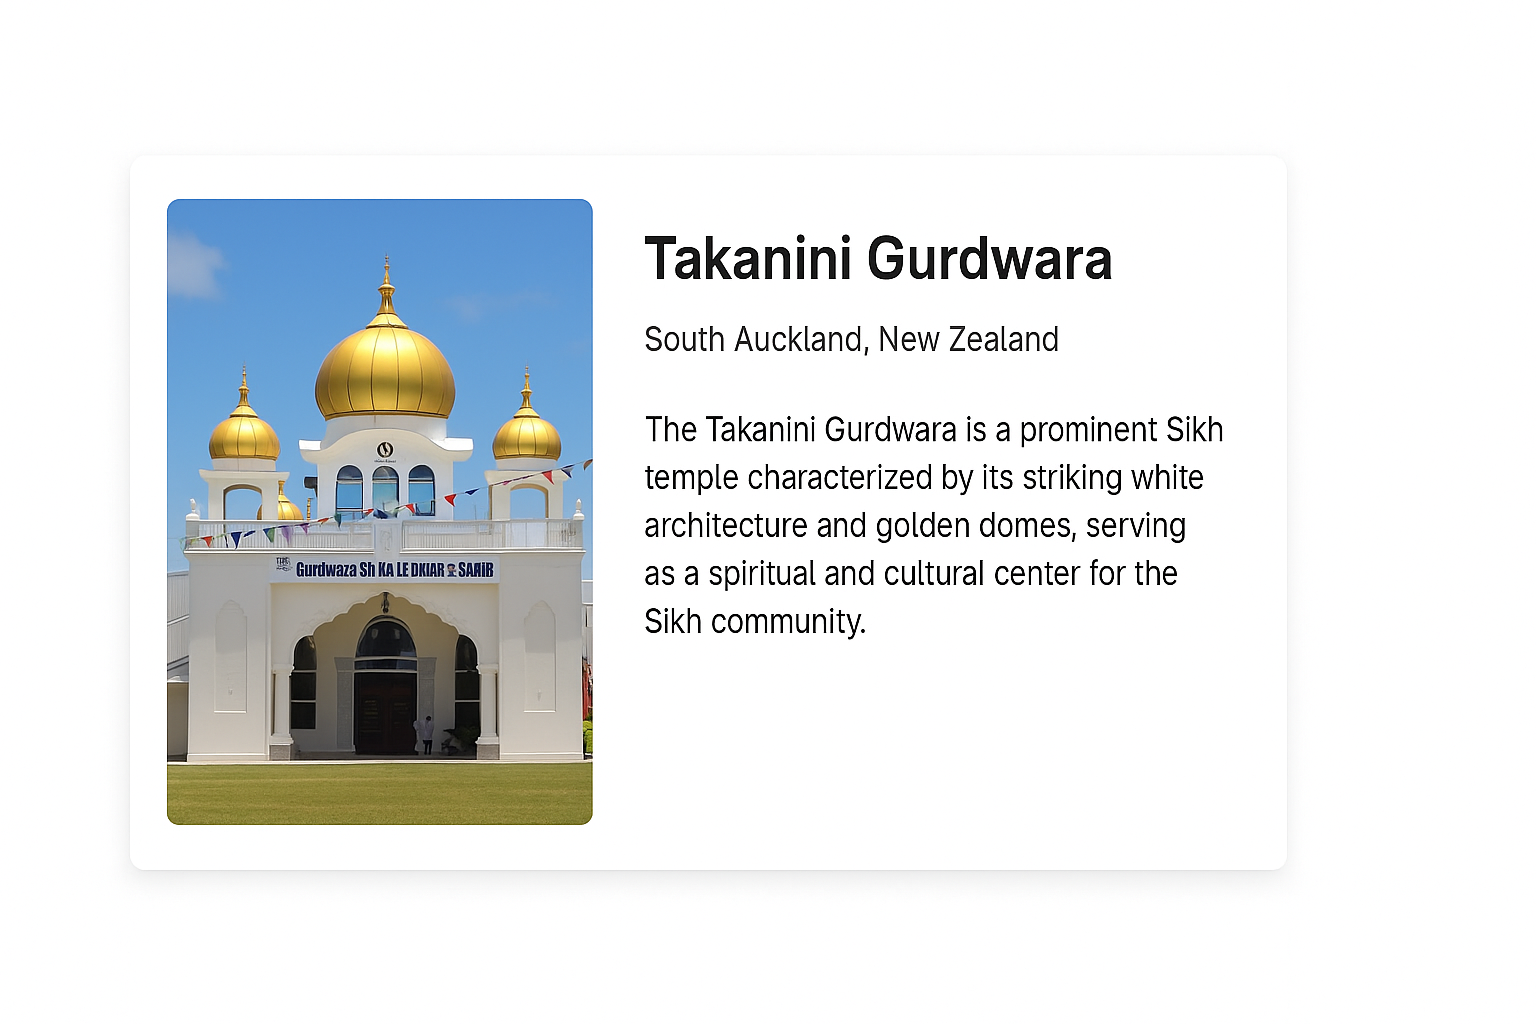 Takanini Gurdwara
South Auckland, New Zealand
The Takanini Gurdwara is a prominent Sikh
temple characterized by its striking white
architecture and golden domes, serving
as a spiritual and cultural center for the
Sikh community.
Gurdwaza Sh KA LE DKIAR SAHIB